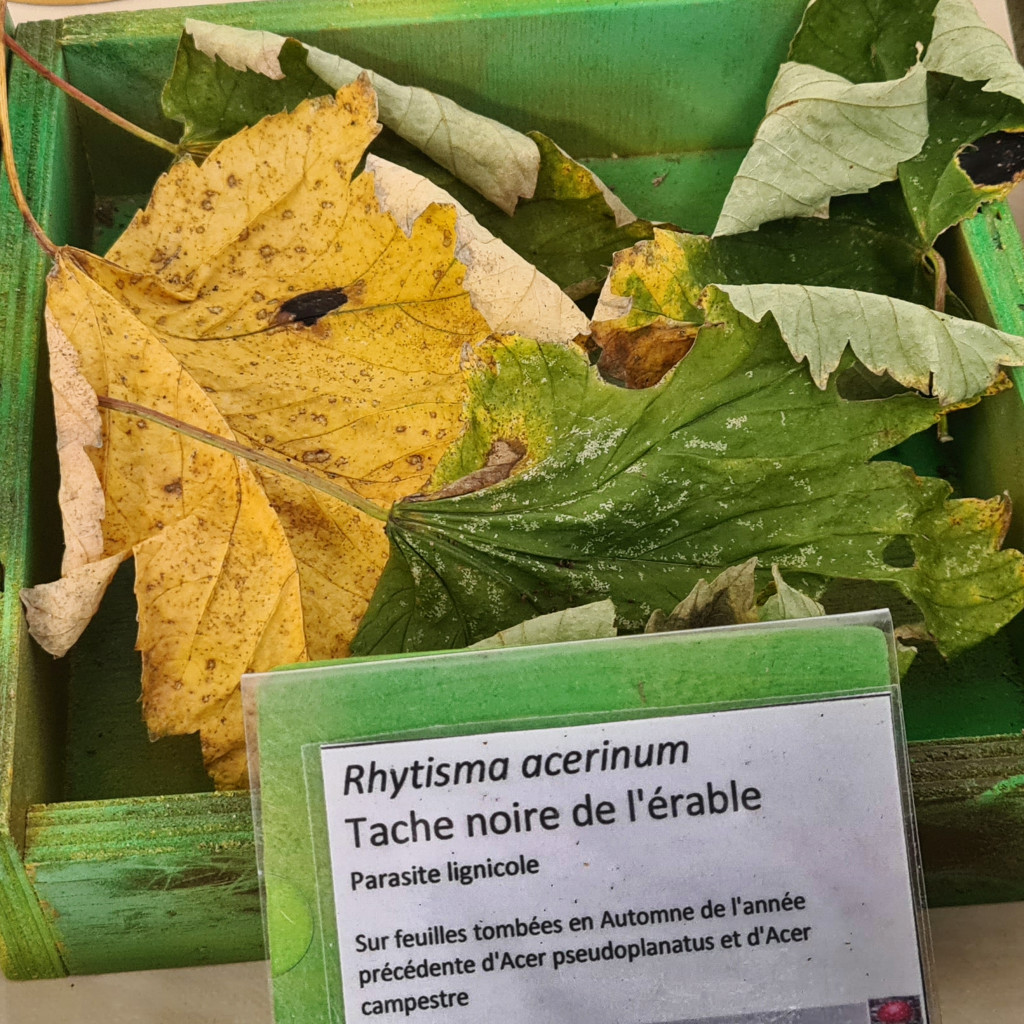 Rhytisma acerinum
Tache noire de l'érable
Parasite lignicole
Sur feuilles tombées en Automne de l'année
précédente d'Acer pseudoplanatus et d'Acer
campestre